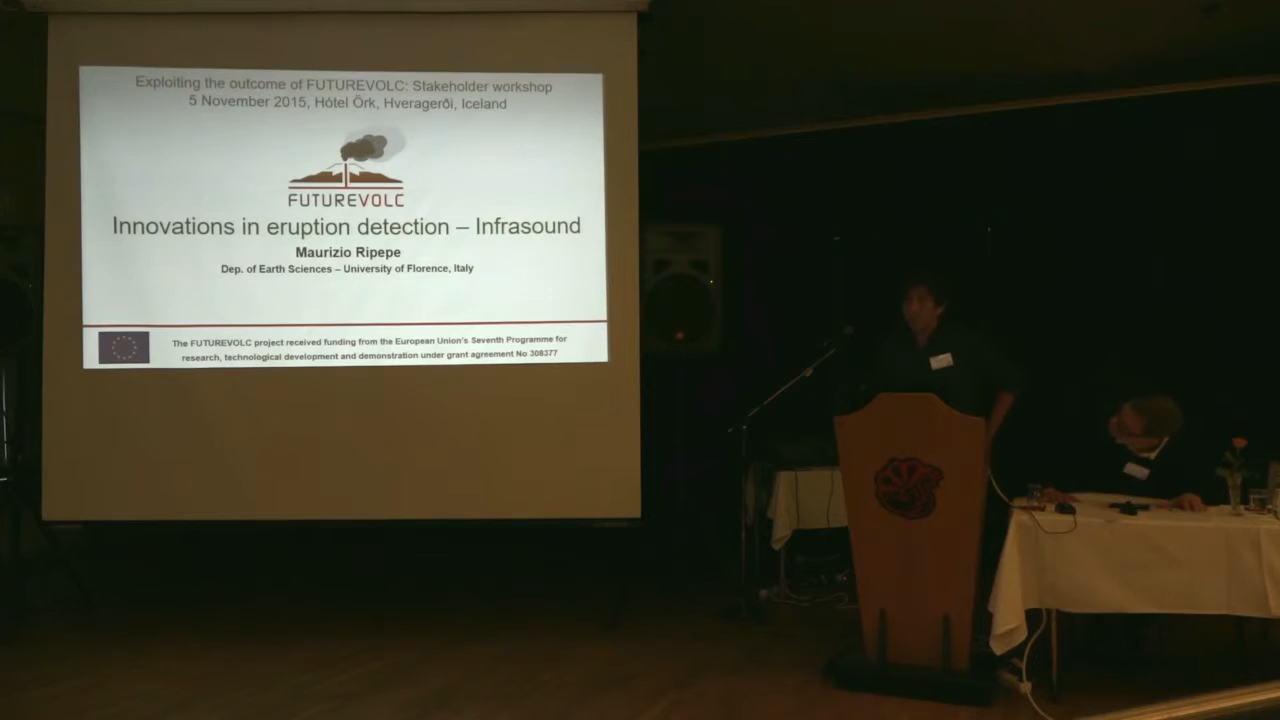 Exploiting the outcome of FUTUREVOLC: Stakeholder workshop
5 November 2015, Hótel Örk, Hveragerði, Iceland
FUTUREVOLC
Innovations in eruption detection – Infrasound
Maurizio Ripepe
Dep. of Earth Sciences – University of Florence, Italy
The FUTUREVOLC project received funding from the European Union's Seventh Programme for
research, technological development and demonstration under grant agreement No 308377